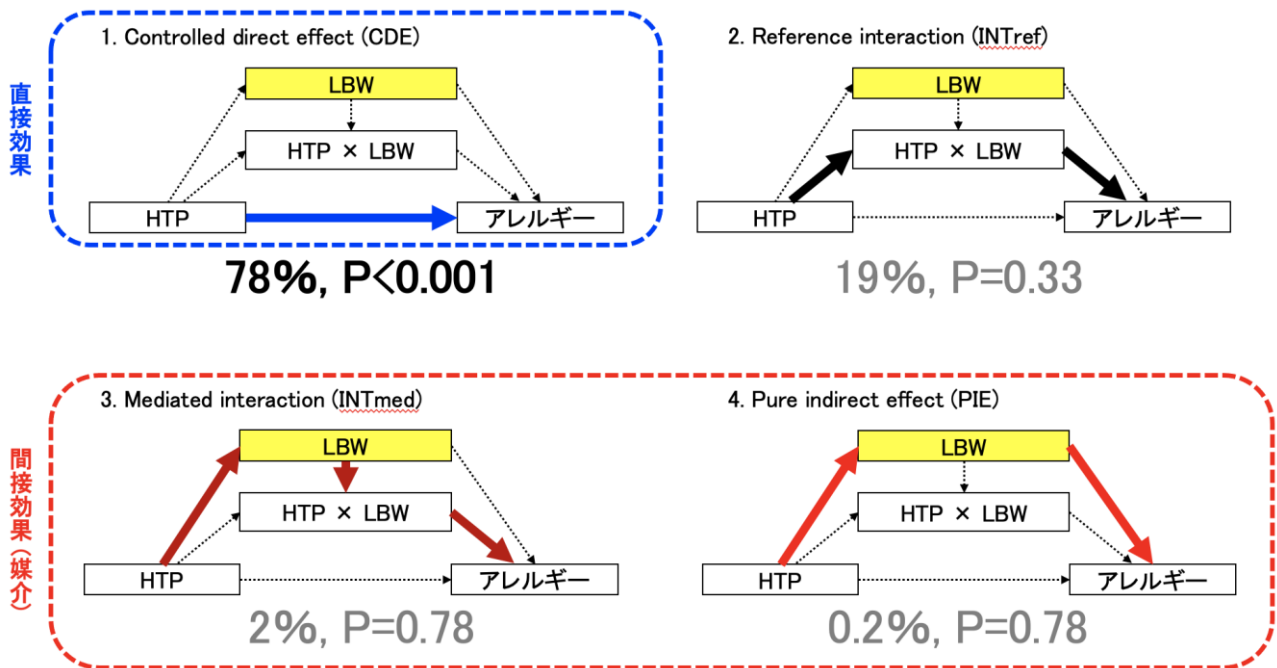 1. Controlled direct effect (CDE)
直接効果
LBW
HTP × LBW
HTP
アレルギー
78%, P<0.001
2. Reference interaction (INTref)
LBW
HTP × LBW
HTP
アレルギー
19%, P=0.33
間接効果(媒介)
3. Mediated interaction (INTmed)
LBW
HTP × LBW
HTP
アレルギー
2%, P=0.78
4. Pure indirect effect (PIE)
LBW
HTP × LBW
HTP
アレルギー
0.2%, P=0.78